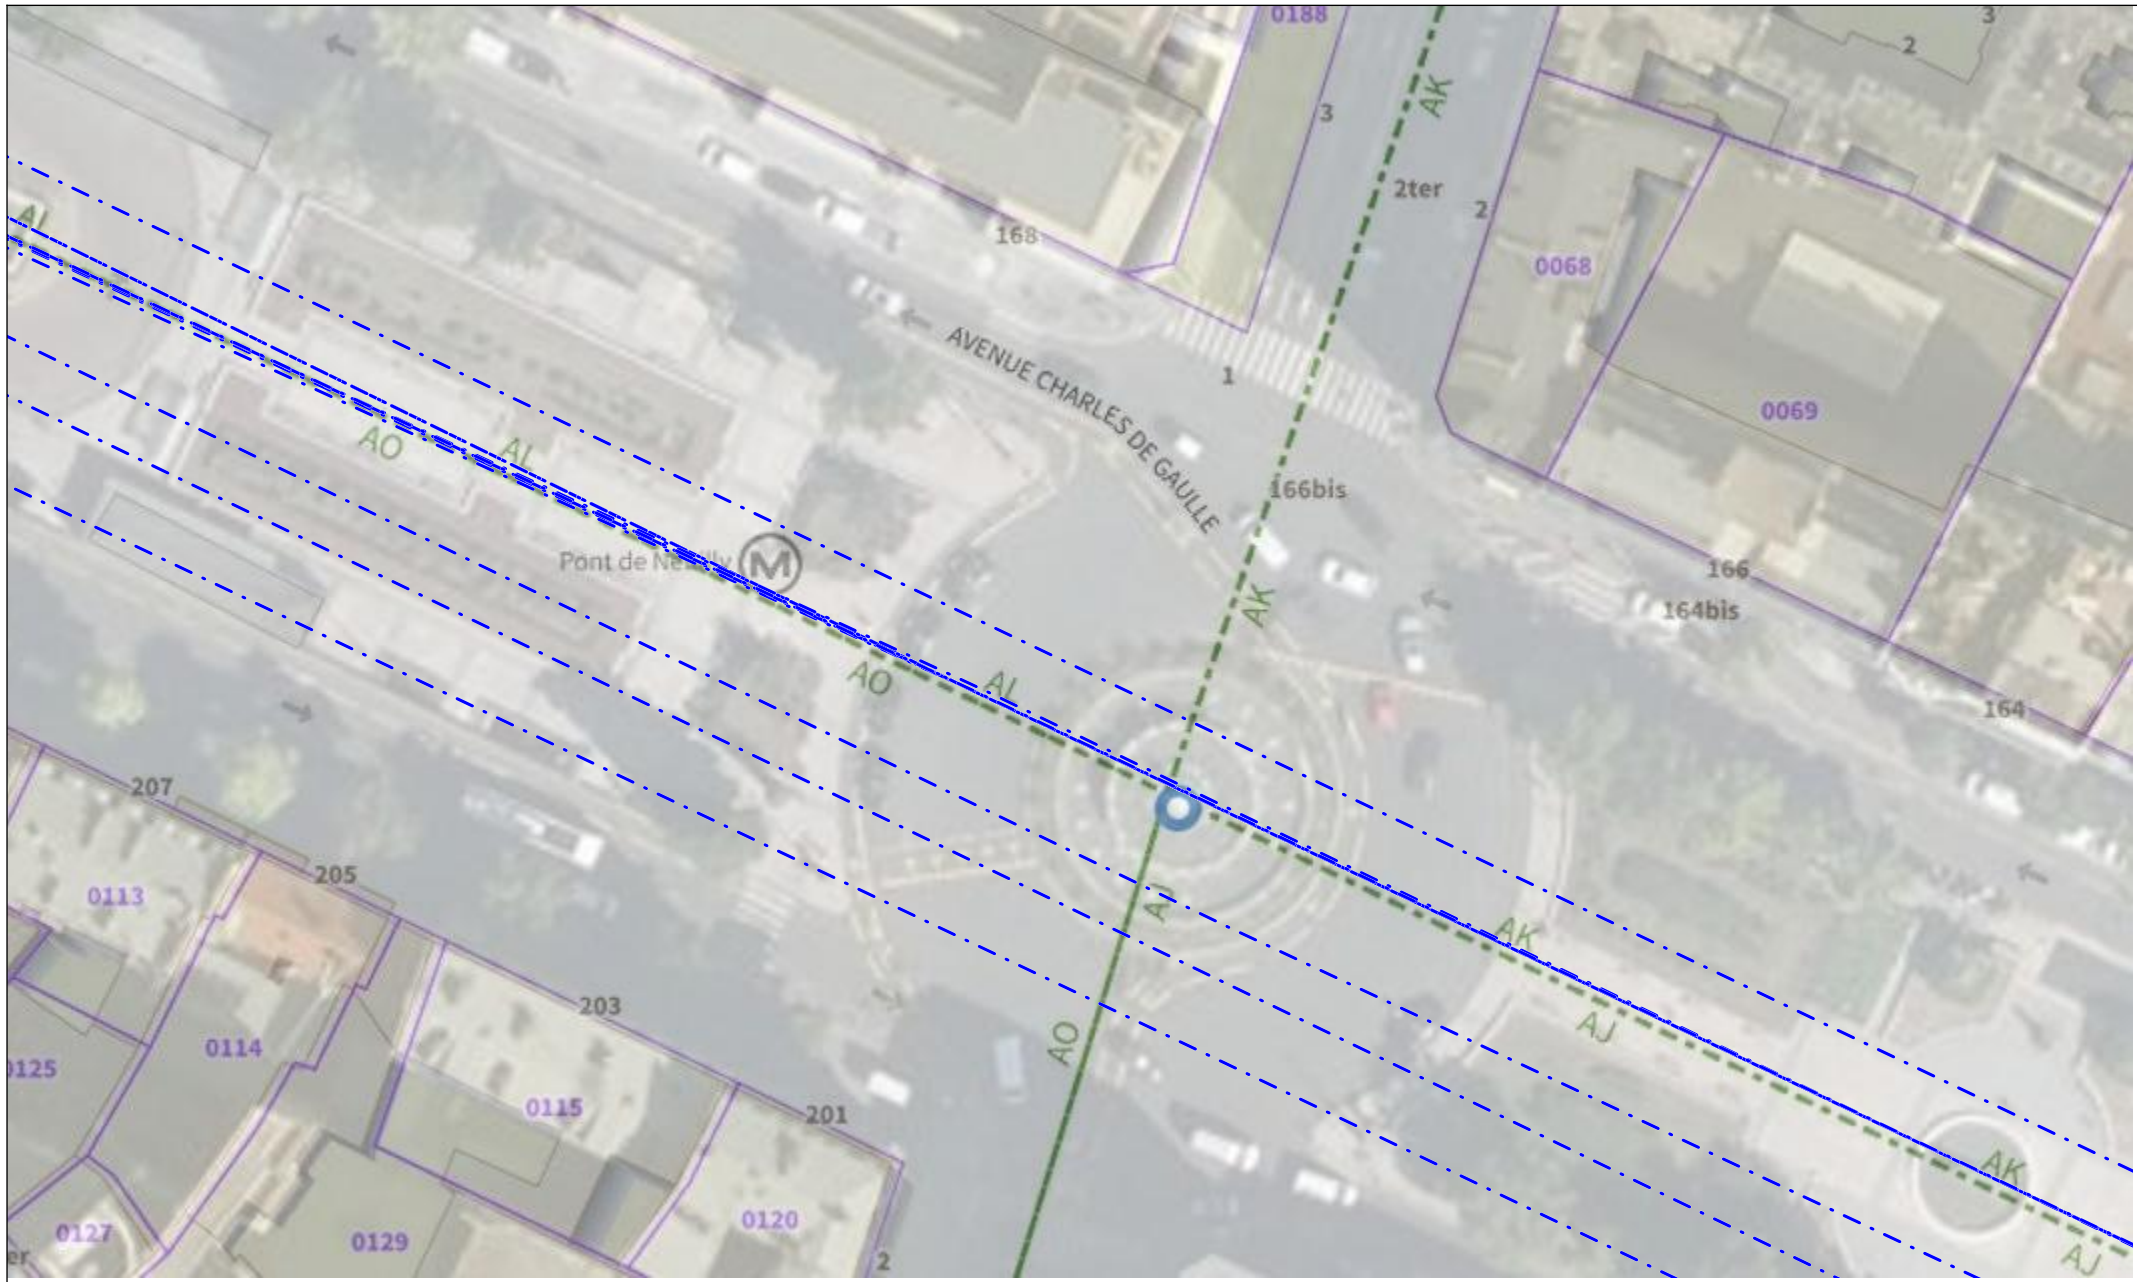 0188
3
2
AK
3
2ter
2
AL
168
0068
AVENUE CHARLES DE GAULLE
1
0069
AO
AL
166bis
Pont de Neuilly
M
166
AK
164bis
AO
AL
164
207
205
0113
AJ
AK
203
AO
AJ
0114
0125
0115
201
AK
0127
0129
0120
2
AJ